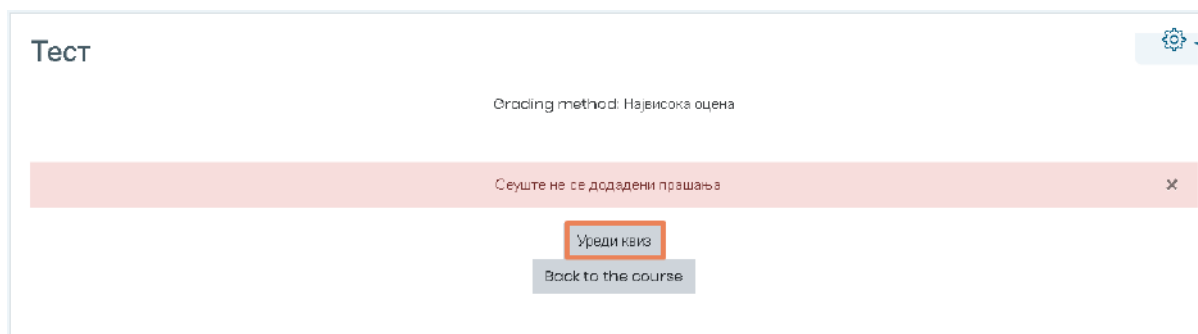 Тест
Grading method: Највисока оцена
Сеуште не се додадени прашања
×
Уреди квиз
Back to the course